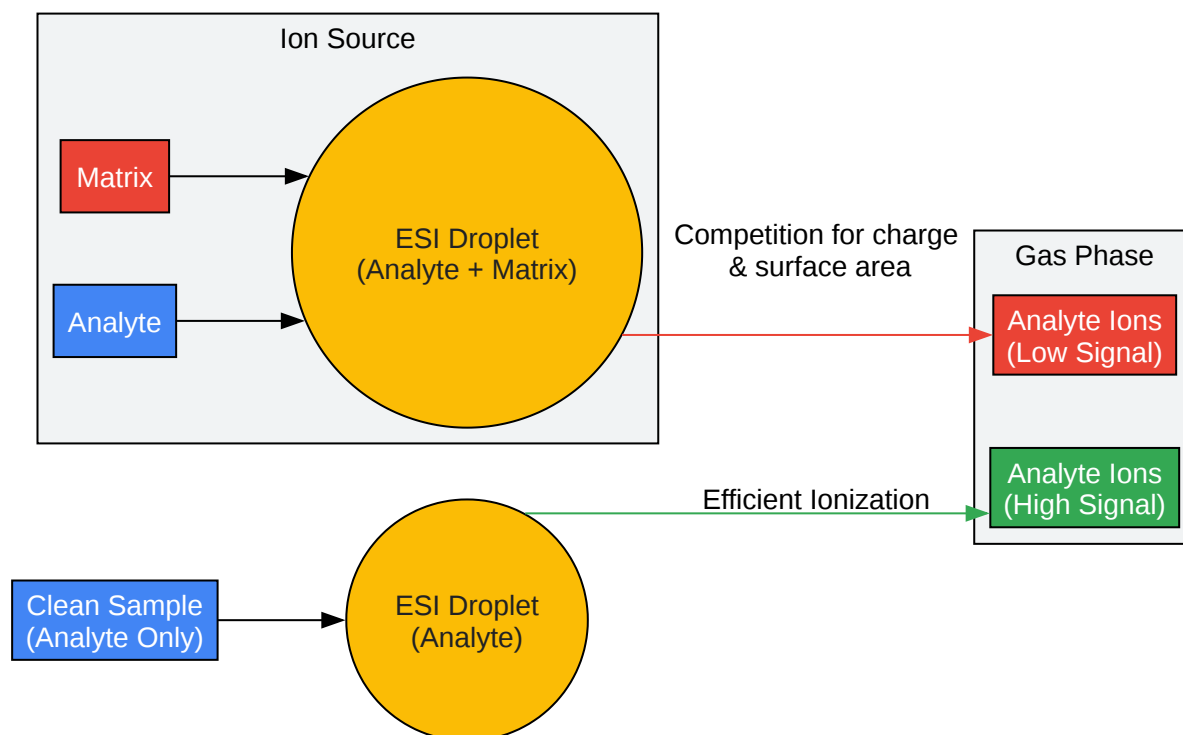 Ion Source
Matrix
Analyte
ESI Droplet
(Analyte + Matrix)
Competition for charge
& surface area
Gas Phase
Analyte Ions
(Low Signal)
Analyte Ions
(High Signal)
Efficient Ionization
Clean Sample
(Analyte Only)
ESI Droplet
(Analyte)